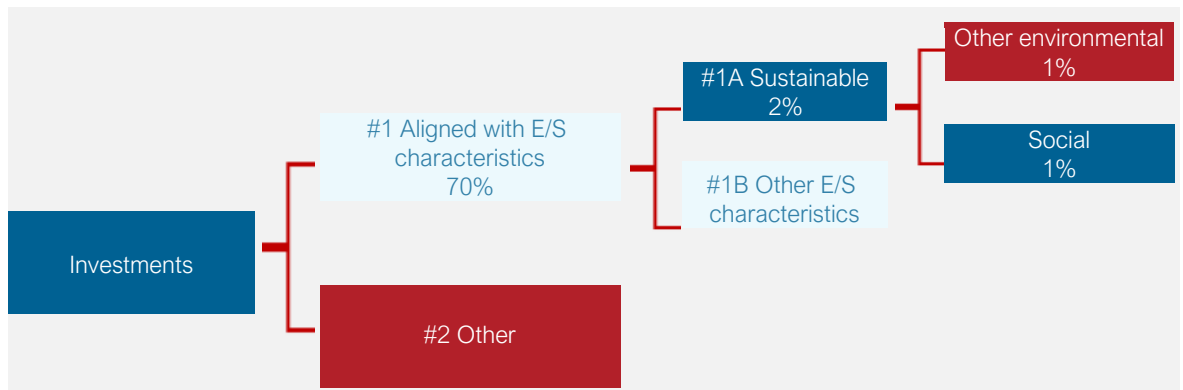 Investments
#1 Aligned with E/S
characteristics
70%
#2 Other
#1A Sustainable
2%
#1B Other E/S
characteristics
Other environmental
1%
Social
1%